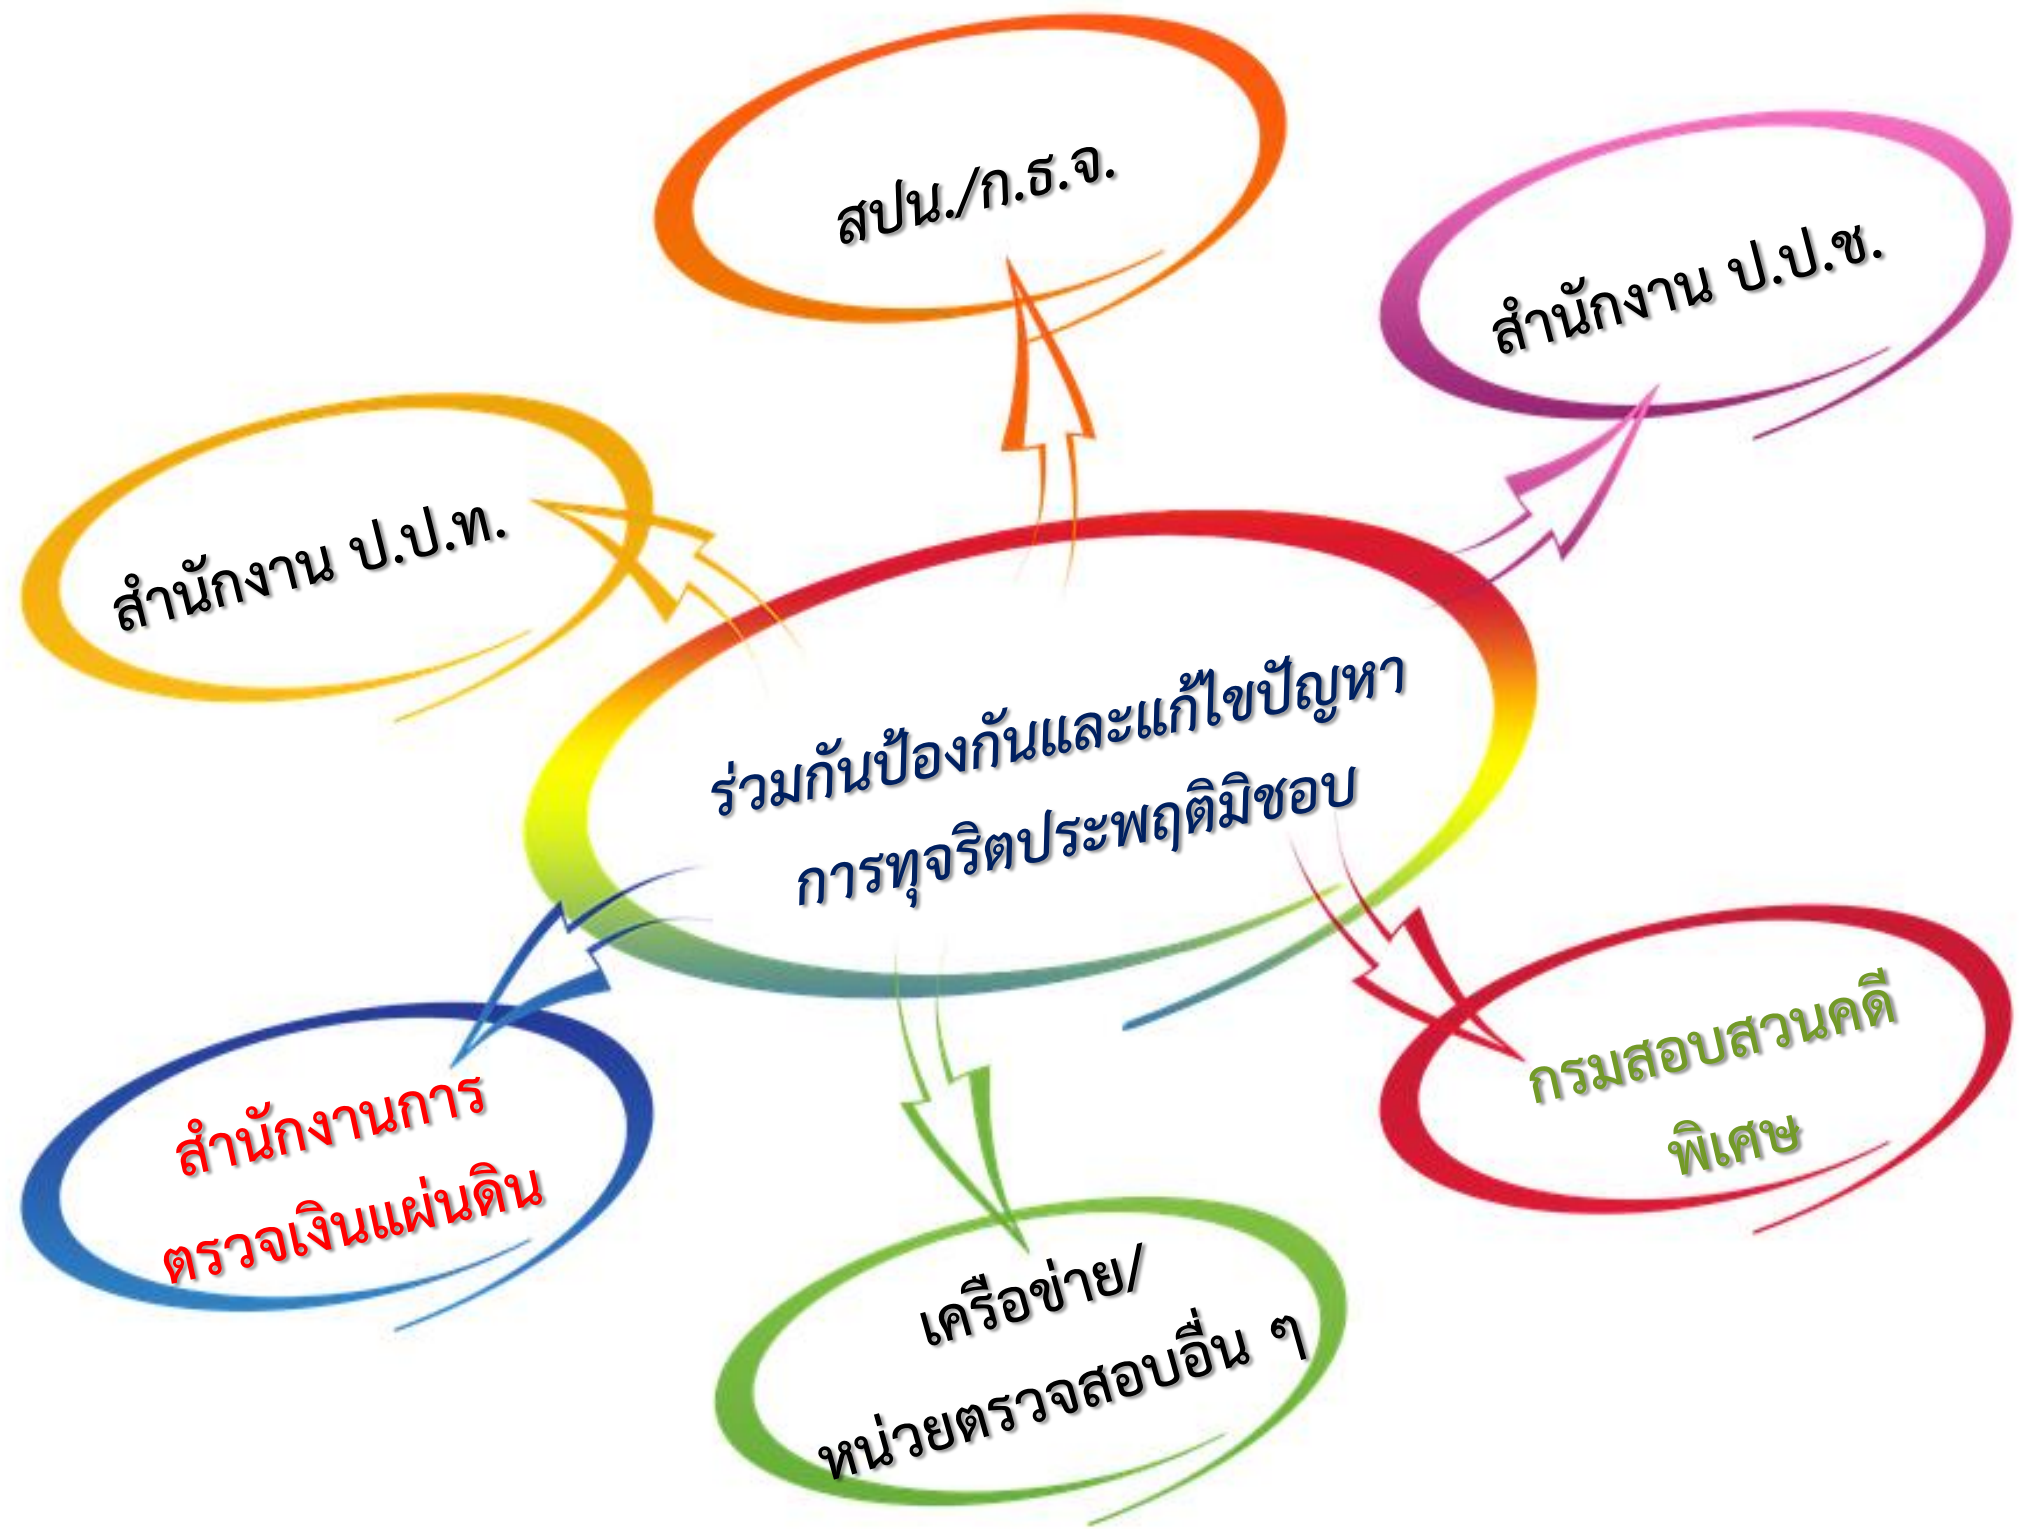 สปน./ก.ธ.จ.
สำนักงาน ป.ป.ช.
สำนักงาน ป.ป.ท.
ร่วมกันป้องกันและแก้ไขปัญหา
การทุจริตประพฤติมิชอบ
กรมสอบสวนคดี
พิเศษ
สำนักงานการ
ตรวจเงินแผ่นดิน
เครือข่าย/
หน่วยตรวจสอบอื่น ๆ